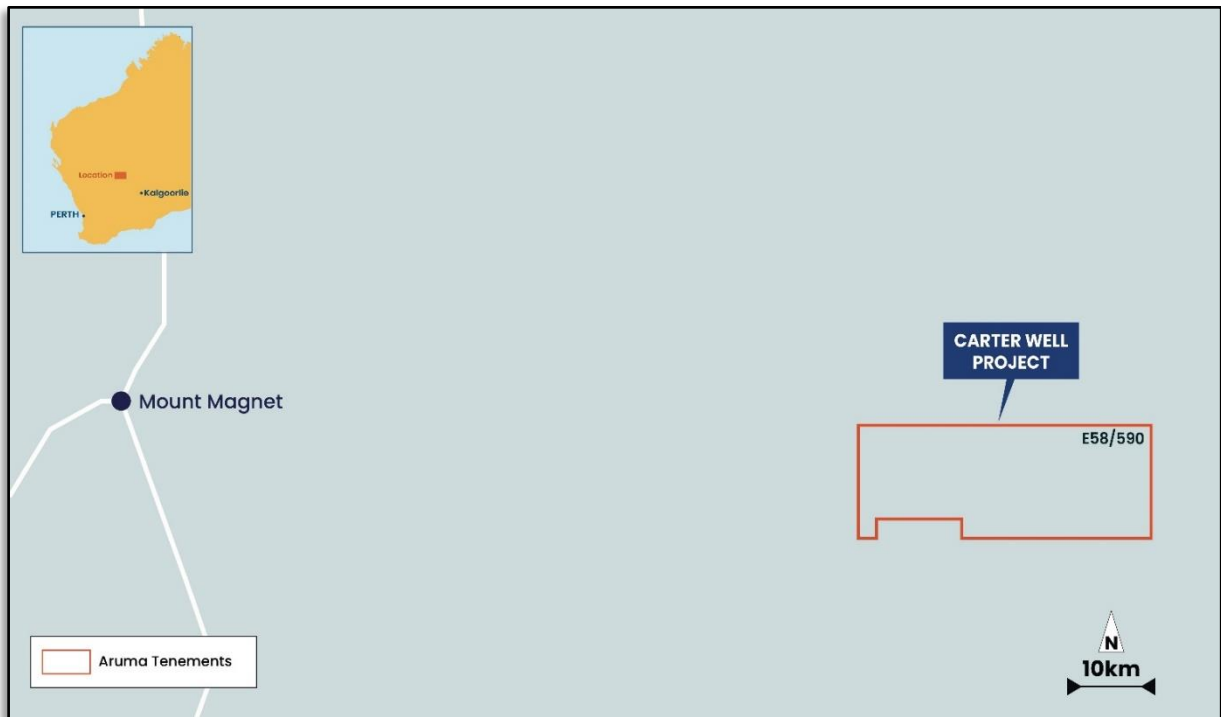 Location
•Kalgoorlie
PERTH •
CARTER WELL
PROJECT
E58/590
Mount Magnet
Aruma Tenements
N
10km